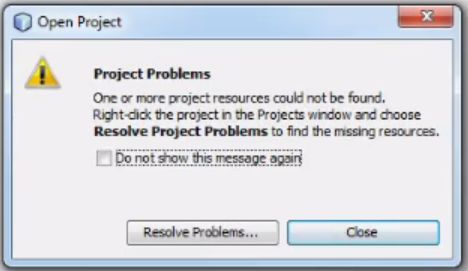 Open Project
Project Problems
One or more project resources could not be found.
Right-click the project in the Projects window and choose
Resolve Project Problems to find the missing resources.
Do not show this message again
Resolve Problems...
Close